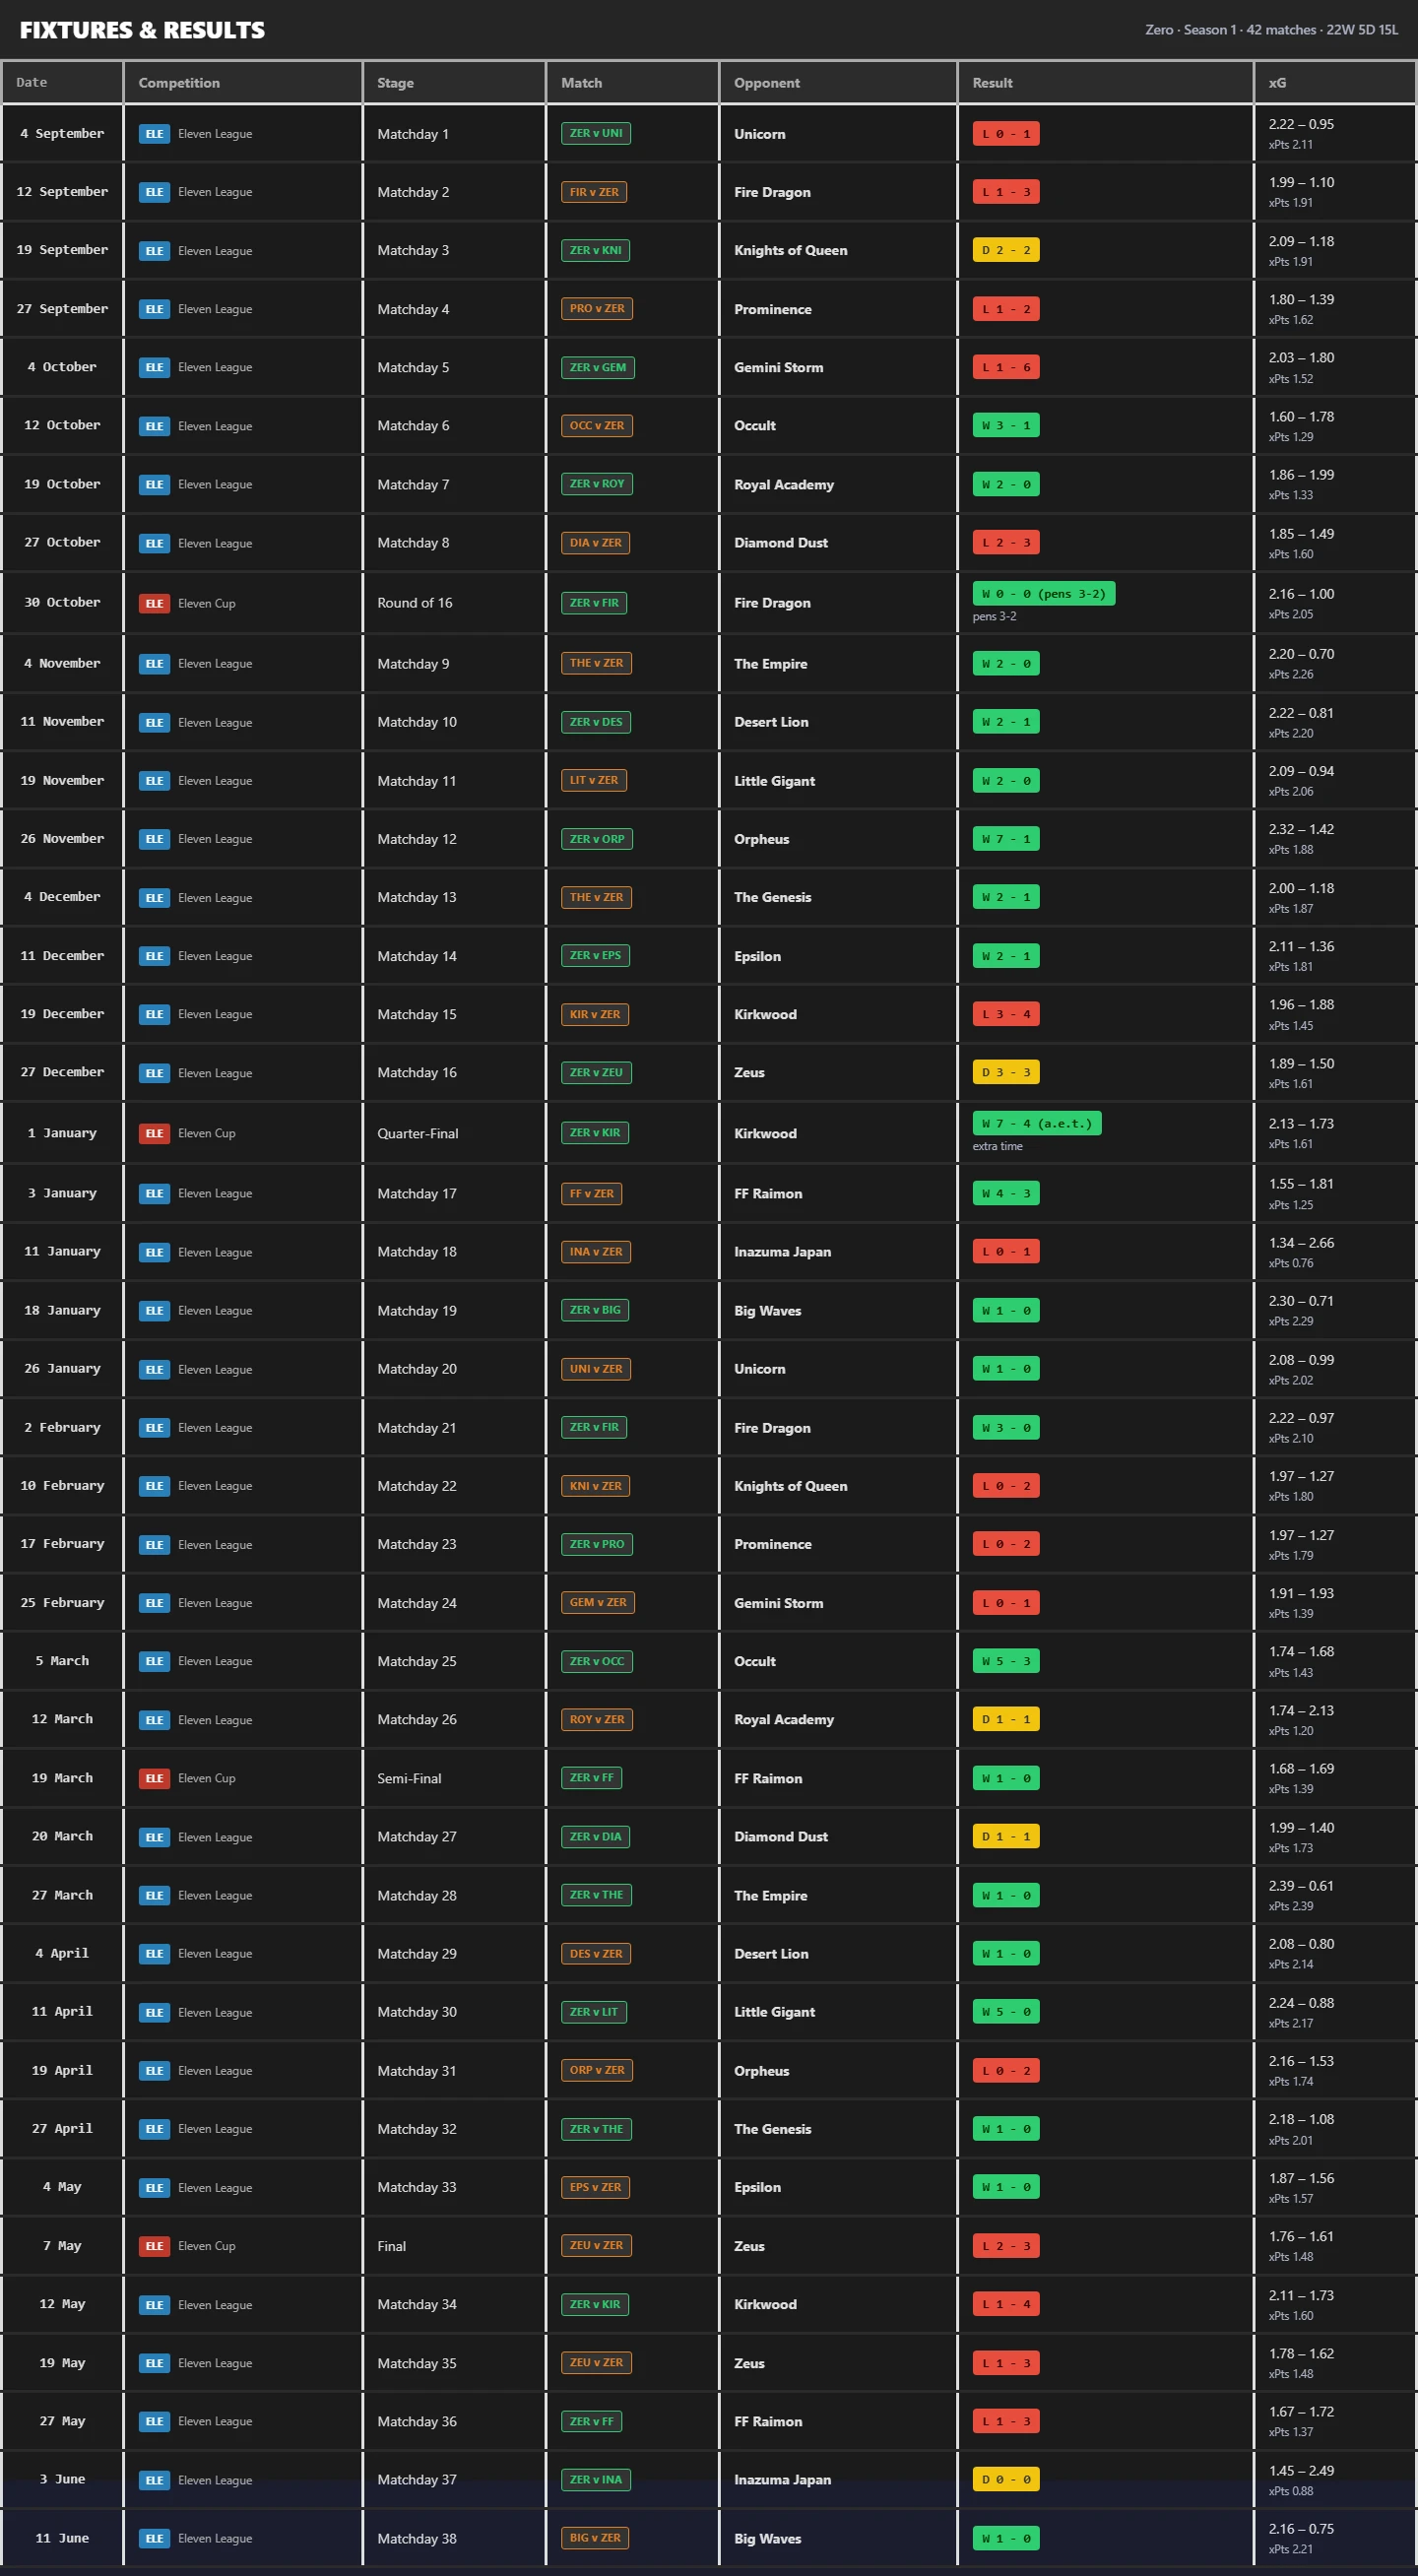 FIXTURES & RESULTS
Zero · Season 1 · 42 matches · 22W 5D 15L
Date Competition Stage Match Opponent Result xG
4 September ELE Eleven League Matchday 1 ZER v UNI Unicorn L 0 - 1 2.22 – 0.95
xPts 2.11
12 September ELE Eleven League Matchday 2 FIR v ZER Fire Dragon L 1 - 3 1.99 – 1.10
xPts 1.91
19 September ELE Eleven League Matchday 3 ZER v KNI Knights of Queen D 2 - 2 2.09 – 1.18
xPts 1.91
27 September ELE Eleven League Matchday 4 PRO v ZER Prominence L 1 - 2 1.80 – 1.39
xPts 1.62
4 October ELE Eleven League Matchday 5 ZER v GEM Gemini Storm L 1 - 6 2.03 – 1.80
xPts 1.52
12 October ELE Eleven League Matchday 6 OCC v ZER Occult W 3 - 1 1.60 – 1.78
xPts 1.29
19 October ELE Eleven League Matchday 7 ZER v ROY Royal Academy W 2 - 0 1.86 – 1.99
xPts 1.33
27 October ELE Eleven League Matchday 8 DIA v ZER Diamond Dust L 2 - 3 1.85 – 1.49
xPts 1.60
30 October ELE Eleven Cup Round of 16 ZER v FIR Fire Dragon W 0 - 0 (pens 3-2) 2.16 – 1.00
pens 3-2 xPts 2.05
4 November ELE Eleven League Matchday 9 THE v ZER The Empire W 2 - 0 2.20 – 0.70
xPts 2.26
11 November ELE Eleven League Matchday 10 ZER v DES Desert Lion W 2 - 1 2.22 – 0.81
xPts 2.20
19 November ELE Eleven League Matchday 11 LIT v ZER Little Gigant W 2 - 0 2.09 – 0.94
xPts 2.06
26 November ELE Eleven League Matchday 12 ZER v ORP Orpheus W 7 - 1 2.32 – 1.42
xPts 1.88
4 December ELE Eleven League Matchday 13 THE v ZER The Genesis W 2 - 1 2.00 – 1.18
xPts 1.87
11 December ELE Eleven League Matchday 14 ZER v EPS Epsilon W 2 - 1 2.11 – 1.36
xPts 1.81
19 December ELE Eleven League Matchday 15 KIR v ZER Kirkwood L 3 - 4 1.96 – 1.88
xPts 1.45
27 December ELE Eleven League Matchday 16 ZER v ZEU Zeus D 3 - 3 1.89 – 1.50
xPts 1.61
1 January ELE Eleven Cup Quarter-Final ZER v KIR Kirkwood W 7 - 4 (a.e.t.) 2.13 – 1.73
extra time xPts 1.61
3 January ELE Eleven League Matchday 17 FF v ZER FF Raimon W 4 - 3 1.55 – 1.81
xPts 1.25
11 January ELE Eleven League Matchday 18 INA v ZER Inazuma Japan L 0 - 1 1.34 – 2.66
xPts 0.76
18 January ELE Eleven League Matchday 19 ZER v BIG Big Waves W 1 - 0 2.30 – 0.71
xPts 2.29
26 January ELE Eleven League Matchday 20 UNI v ZER Unicorn W 1 - 0 2.08 – 0.99
xPts 2.02
2 February ELE Eleven League Matchday 21 ZER v FIR Fire Dragon W 3 - 0 2.22 – 0.97
xPts 2.10
10 February ELE Eleven League Matchday 22 KNI v ZER Knights of Queen L 0 - 2 1.97 – 1.27
xPts 1.80
17 February ELE Eleven League Matchday 23 ZER v PRO Prominence L 0 - 2 1.97 – 1.27
xPts 1.79
25 February ELE Eleven League Matchday 24 GEM v ZER Gemini Storm L 0 - 1 1.91 – 1.93
xPts 1.39
5 March ELE Eleven League Matchday 25 ZER v OCC Occult W 5 - 3 1.74 – 1.68
xPts 1.43
12 March ELE Eleven League Matchday 26 ROY v ZER Royal Academy D 1 - 1 1.74 – 2.13
xPts 1.20
19 March ELE Eleven Cup Semi-Final ZER v FF FF Raimon W 1 - 0 1.68 – 1.69
xPts 1.39
20 March ELE Eleven League Matchday 27 ZER v DIA Diamond Dust D 1 - 1 1.99 – 1.40
xPts 1.73
27 March ELE Eleven League Matchday 28 ZER v THE The Empire W 1 - 0 2.39 – 0.61
xPts 2.39
4 April ELE Eleven League Matchday 29 DES v ZER Desert Lion W 1 - 0 2.08 – 0.80
xPts 2.14
11 April ELE Eleven League Matchday 30 ZER v LIT Little Gigant W 5 - 0 2.24 – 0.88
xPts 2.17
19 April ELE Eleven League Matchday 31 ORP v ZER Orpheus L 0 - 2 2.16 – 1.53
xPts 1.74
27 April ELE Eleven League Matchday 32 ZER v THE The Genesis W 1 - 0 2.18 – 1.08
xPts 2.01
4 May ELE Eleven League Matchday 33 EPS v ZER Epsilon W 1 - 0 1.87 – 1.56
xPts 1.57
7 May ELE Eleven Cup Final ZEU v ZER Zeus L 2 - 3 1.76 – 1.61
xPts 1.48
12 May ELE Eleven League Matchday 34 ZER v KIR Kirkwood L 1 - 4 2.11 – 1.73
xPts 1.60
19 May ELE Eleven League Matchday 35 ZEU v ZER Zeus L 1 - 3 1.78 – 1.62
xPts 1.48
27 May ELE Eleven League Matchday 36 ZER v FF FF Raimon L 1 - 3 1.67 – 1.72
xPts 1.37
3 June ELE Eleven League Matchday 37 ZER v INA Inazuma Japan D 0 - 0 1.45 – 2.49
xPts 0.88
11 June ELE Eleven League Matchday 38 BIG v ZER Big Waves W 1 - 0 2.16 – 0.75
xPts 2.21